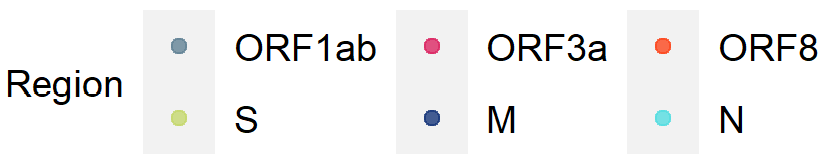 ORF1ab ORF3a ORF8
Region
S M N